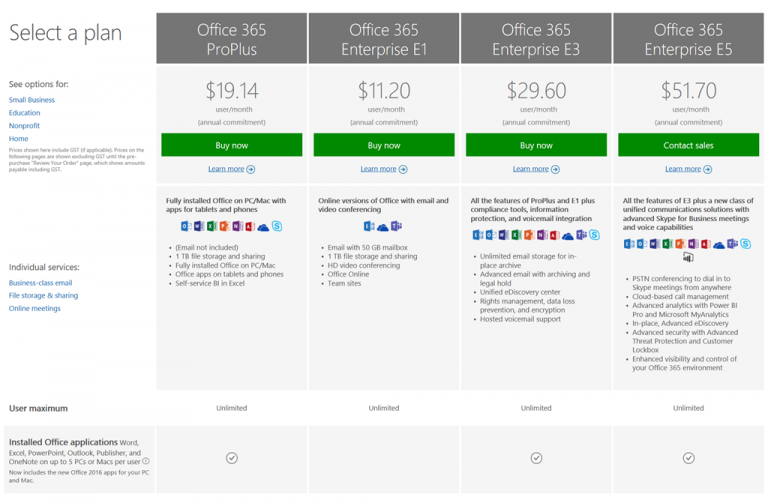 Select a plan
Office 365
ProPlus
Office 365
Enterprise E1
Office 365
Enterprise E3
Office 365
Enterprise E5
See options for:
Small Business
Education
Nonprofit
Home
Prices shown here include GST (if applicable). Prices on the
following pages are shown excluding GST until the pre-
purchase "Review Your Order" page, which shows amounts
payable including GST.
$19.14
user/month
(annual commitment)
Buy now
Learn more
$11.20
user/month
(annual commitment)
Buy now
Learn more
$29.60
user/month
(annual commitment)
Buy now
Learn more
$51.70
user/month
(annual commitment)
Contact sales
Learn more
Individual services:
Business-class email
File storage & sharing
Online meetings
Fully installed Office on PC/Mac with
apps for tablets and phones
• (Email not included)
• 1 TB file storage and sharing
• Fully installed Office on PC/Mac
• Office apps on tablets and phones
• Self-service BI in Excel
Online versions of Office with email and
video conferencing
• Email with 50 GB mailbox
• 1 TB file storage and sharing
• HD video conferencing
• Office Online
• Team sites
All the features of ProPlus and E1 plus
compliance tools, information
protection, and voicemail integration
• Unlimited email storage for in-
place archive
• Advanced email with archiving and
legal hold
• Unified eDiscovery center
• Rights management, data loss
prevention, and encryption
• Hosted voicemail support
All the features of E3 plus a new class of
unified communications solutions with
advanced Skype for Business meetings
and voice capabilities
• PSTN conferencing to dial in to
Skype meetings from anywhere
• Cloud-based call management
• Advanced analytics with Power BI
Pro and Microsoft MyAnalytics
• In-place, Advanced eDiscovery
• Advanced security with Advanced
Threat Protection and Customer
Lockbox
• Enhanced visibility and control of
your Office 365 environment
User maximum
Unlimited
Unlimited
Unlimited
Unlimited
Installed Office applications Word,
Excel, PowerPoint, Outlook, Publisher, and
OneNote on up to 5 PCs or Macs per user
Now includes the new Office 2016 apps for your PC
and Mac.